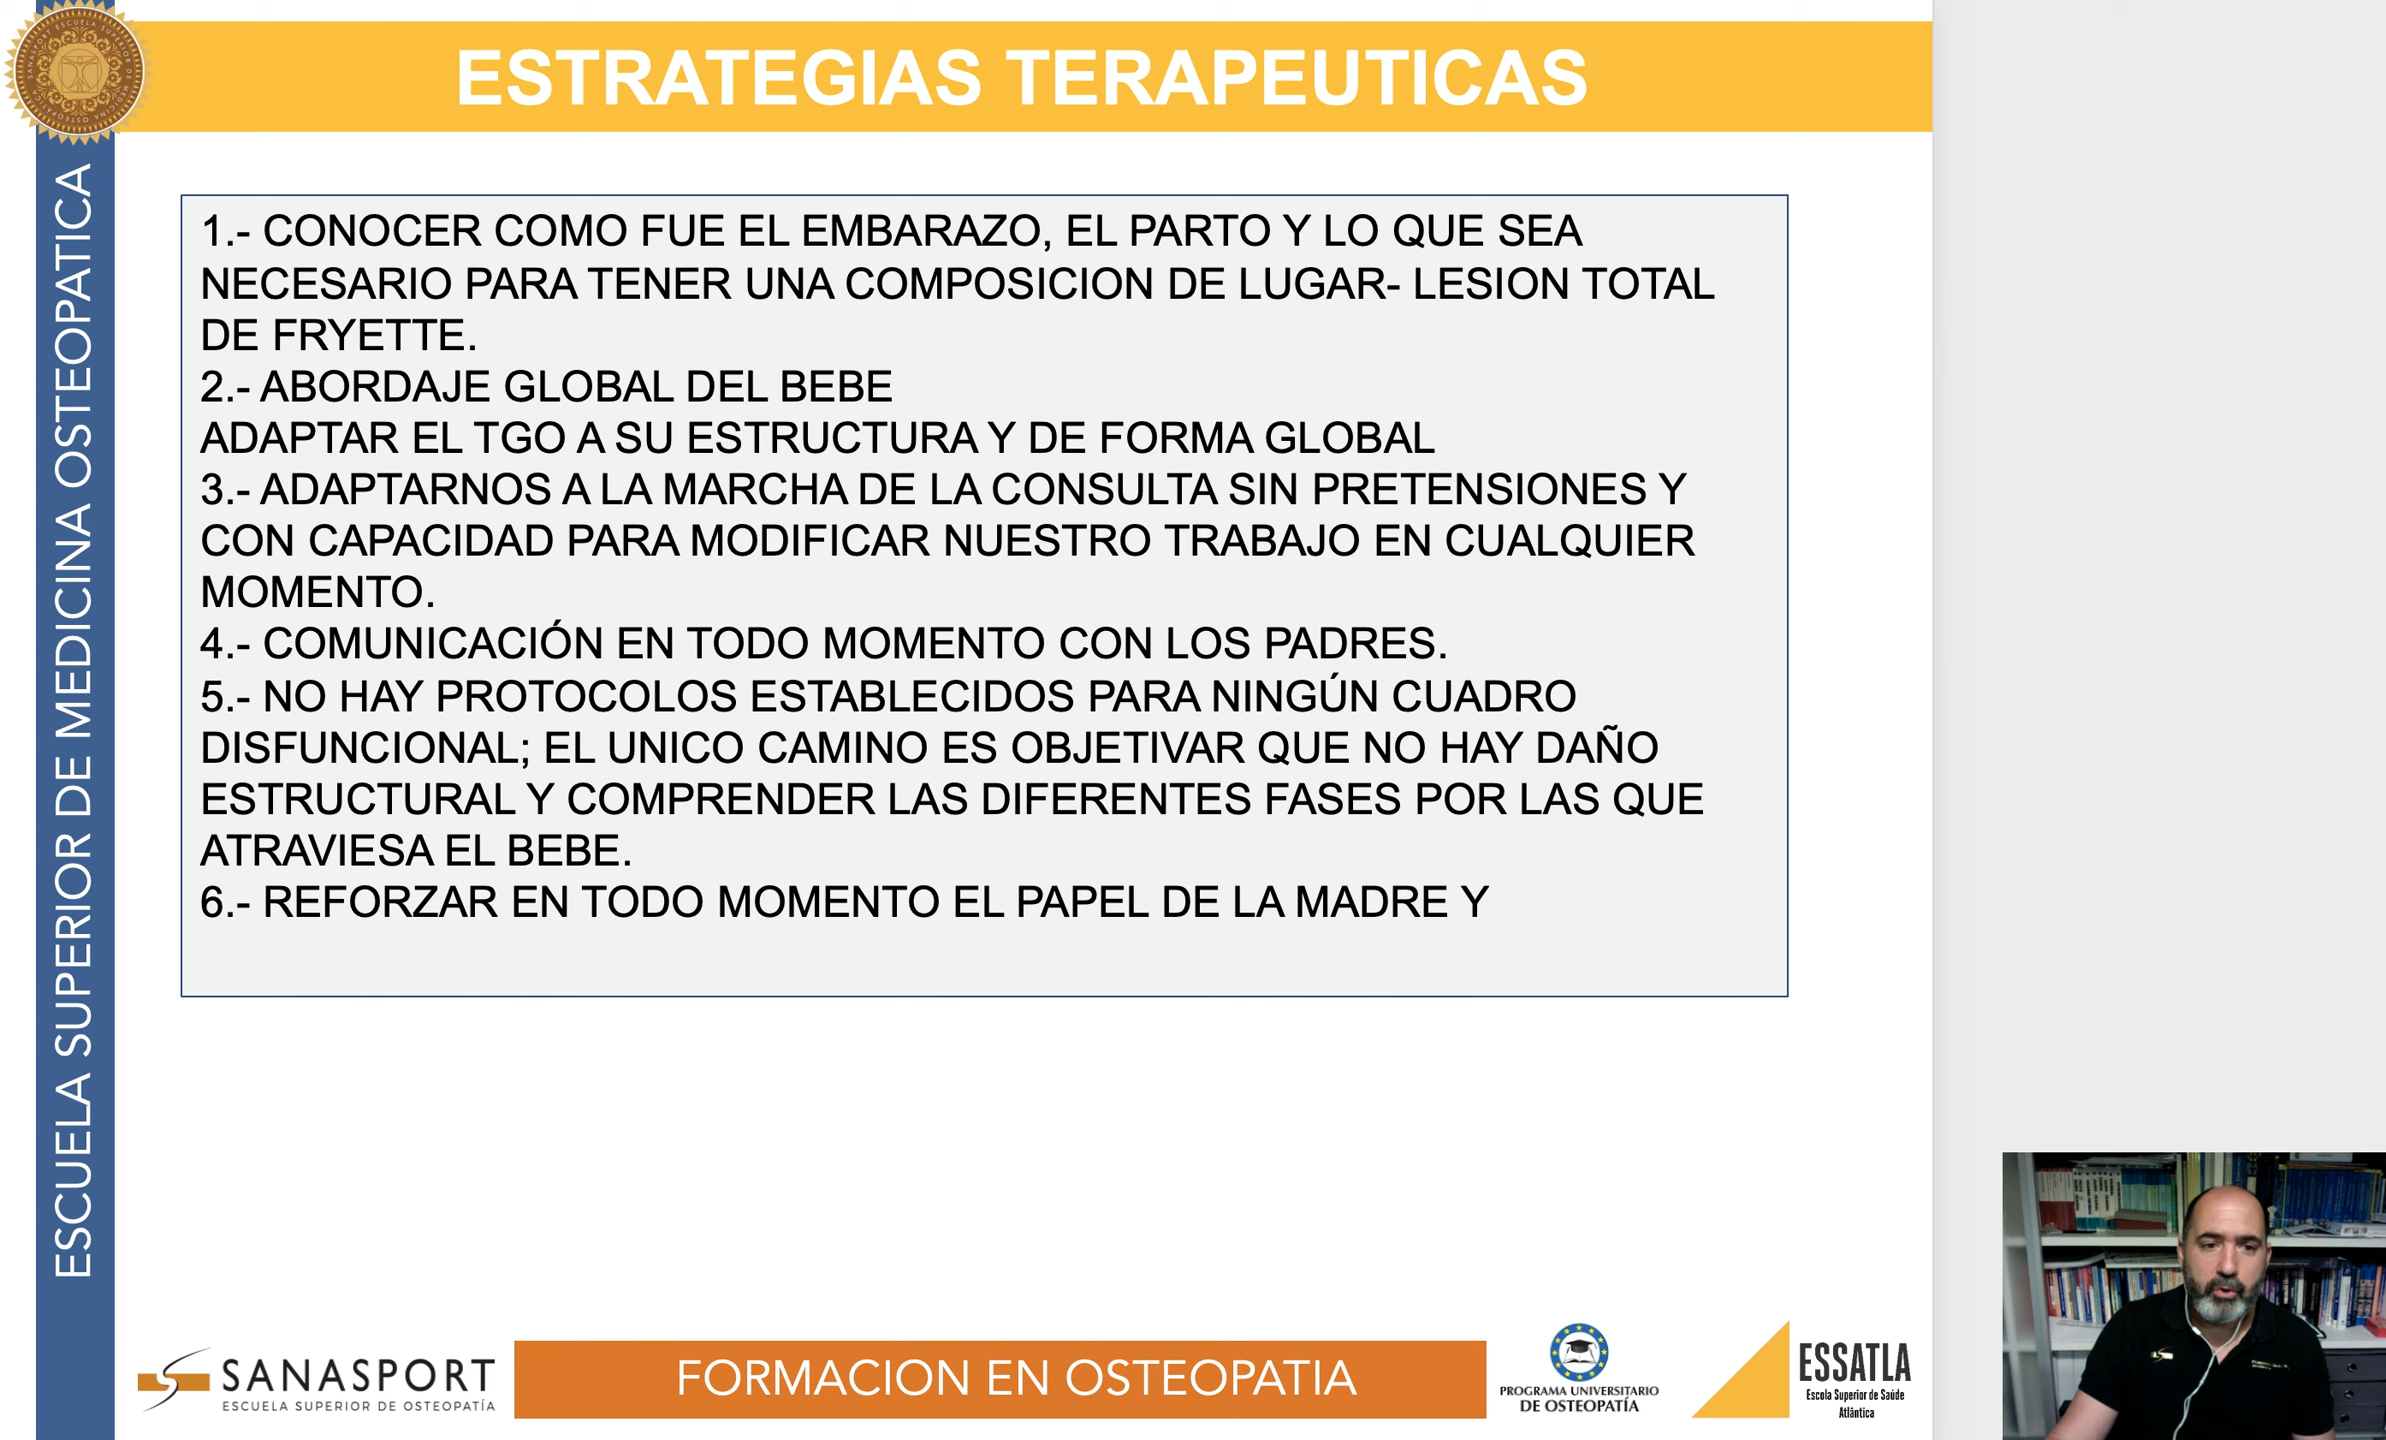 ESTRATEGIAS TERAPEUTICAS
ESCUELA SUPERIOR DE MEDICINA OSTEOPATICA
1.- CONOCER COMO FUE EL EMBARAZO, EL PARTO Y LO QUE SEA
NECESARIO PARA TENER UNA COMPOSICION DE LUGAR- LESION TOTAL
DE FRYETTE.
2.- ABORDAJE GLOBAL DEL BEBE
ADAPTAR EL TGO A SU ESTRUCTURA Y DE FORMA GLOBAL
3.- ADAPTARNOS A LA MARCHA DE LA CONSULTA SIN PRETENSIONES Y
CON CAPACIDAD PARA MODIFICAR NUESTRO TRABAJO EN CUALQUIER
MOMENTO.
4.- COMUNICACIÓN EN TODO MOMENTO CON LOS PADRES.
5.- NO HAY PROTOCOLOS ESTABLECIDOS PARA NINGÚN CUADRO
DISFUNCIONAL; EL UNICO CAMINO ES OBJETIVAR QUE NO HAY DAÑO
ESTRUCTURAL Y COMPRENDER LAS DIFERENTES FASES POR LAS QUE
ATRAVIESA EL BEBE.
6.- REFORZAR EN TODO MOMENTO EL PAPEL DE LA MADRE Y
SANASPORT
ESCUELA SUPERIOR DE OSTEOPATÍA
FORMACION EN OSTEOPATIA
PROGRAMA UNIVERSITARIO
DE OSTEOPATÍA
ESSATLA
Escola Superior de Saúde
Atlântica